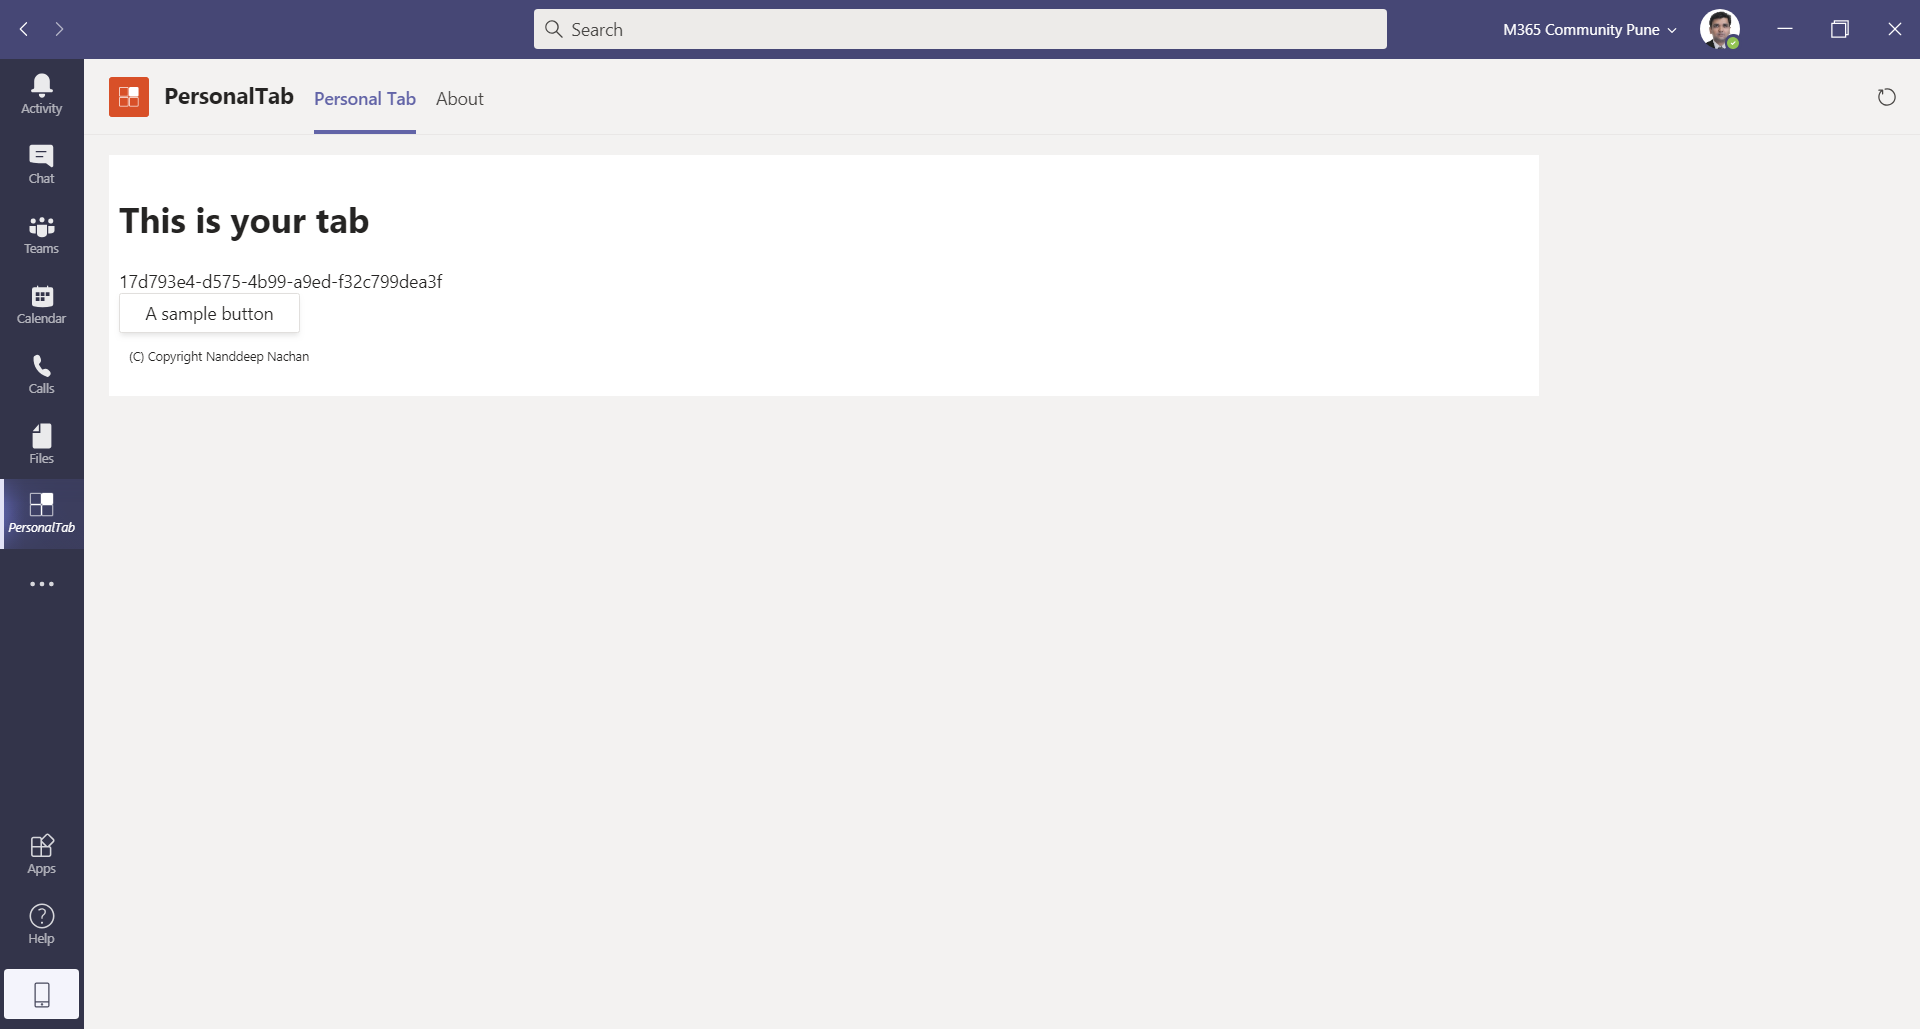 Search
M365 Community Pune
Activity
Chat
Teams
Calendar
Calls
Files
PersonalTab
Apps
Help
PersonalTab
Personal Tab
About
This is your tab
17d793e4-d575-4b99-a9ed-f32c799dea3f
A sample button
(C) Copyright Nanddeep Nachan